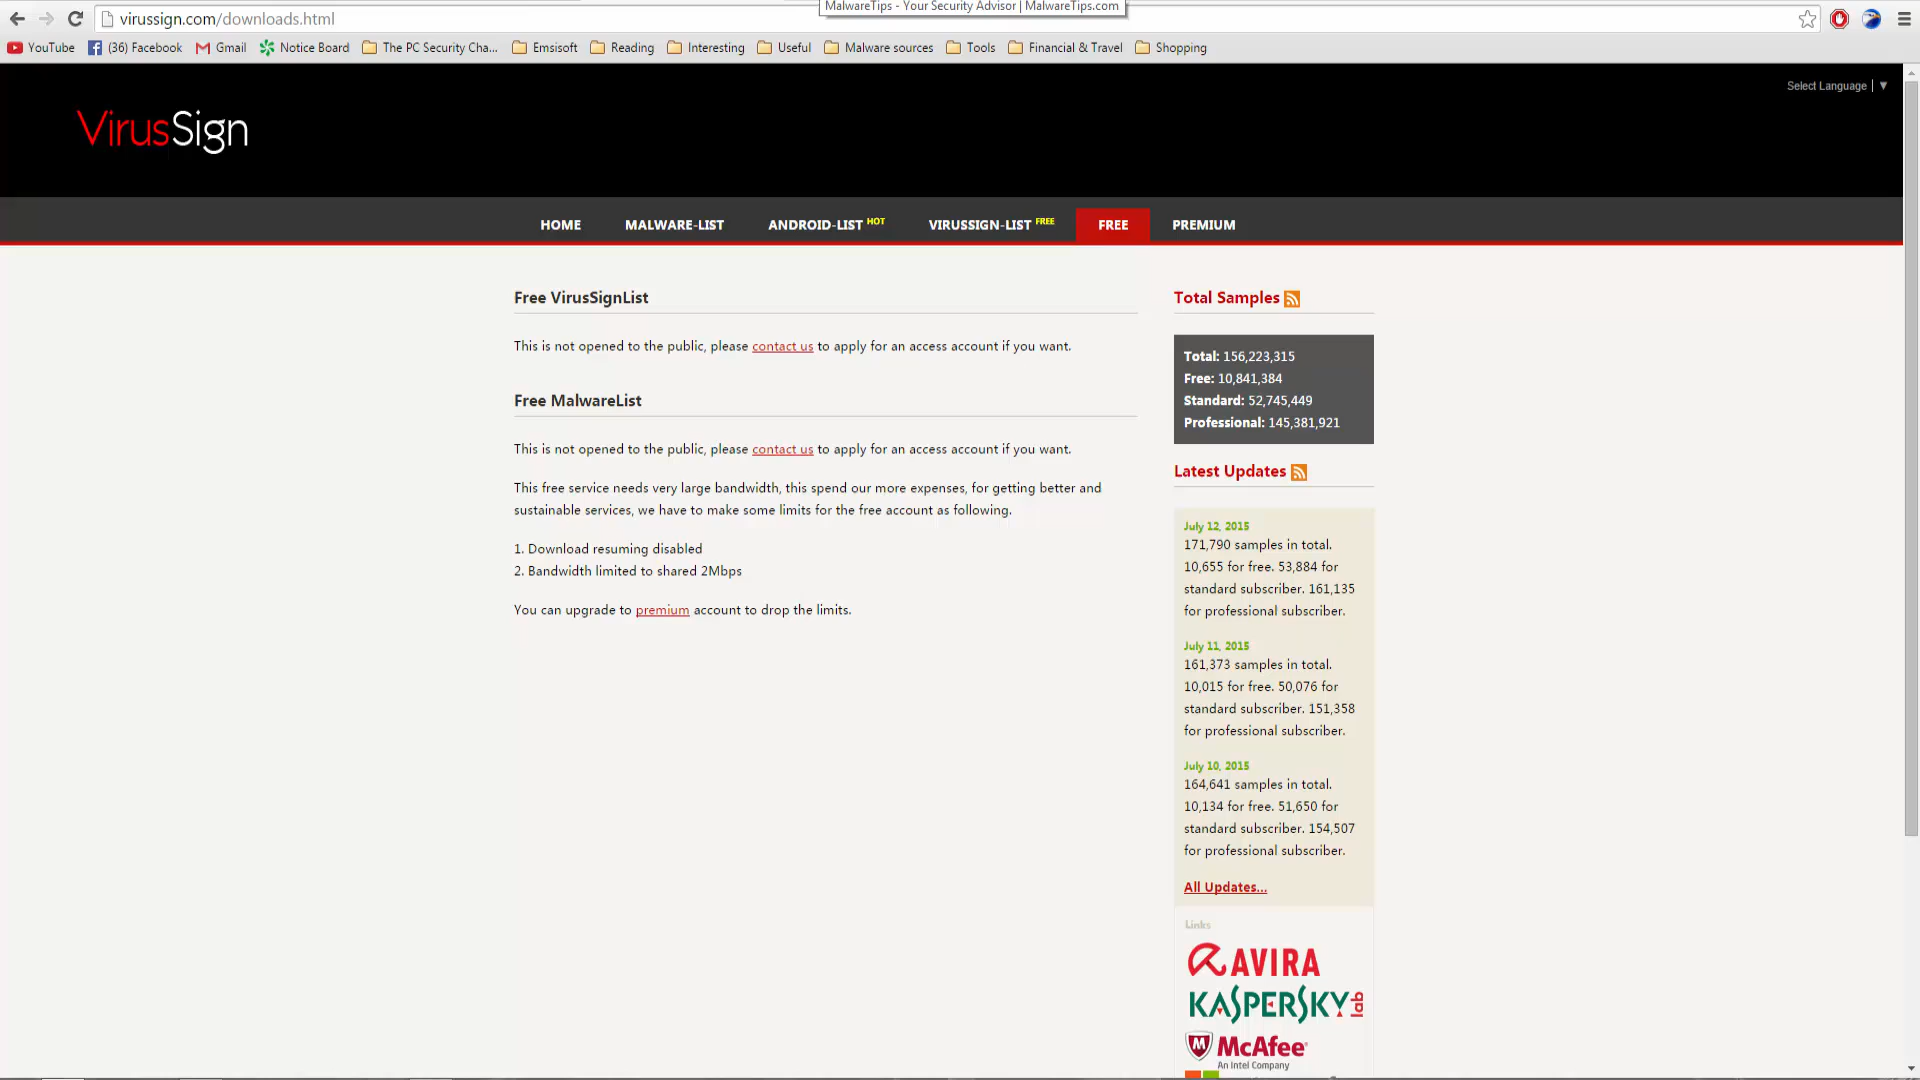 MalwareTips - Your Security Advisor | MalwareTips.com
virussign.com/downloads.html
YouTube (36) Facebook Gmail Notice Board The PC Security Cha... Emsisoft Reading Interesting Useful Malware sources Tools Financial & Travel Shopping
Select Language ▼
VirusSign
HOME MALWARE-LIST ANDROID-LIST HOT VIRUSSIGN-LIST FREE FREE PREMIUM
Free VirusSignList
This is not opened to the public, please contact us to apply for an access account if you want.
Free MalwareList
This is not opened to the public, please contact us to apply for an access account if you want.
This free service needs very large bandwidth, this spend our more expenses, for getting better and
sustainable services, we have to make some limits for the free account as following.
1. Download resuming disabled
2. Bandwidth limited to shared 2Mbps
You can upgrade to premium account to drop the limits.
Total Samples
Total: 156,223,315
Free: 10,841,384
Standard: 52,745,449
Professional: 145,381,921
Latest Updates
July 12, 2015
171,790 samples in total.
10,655 for free. 53,884 for
standard subscriber. 161,135
for professional subscriber.
July 11, 2015
161,373 samples in total.
10,015 for free. 50,076 for
standard subscriber. 151,358
for professional subscriber.
July 10, 2015
164,641 samples in total.
10,134 for free. 51,650 for
standard subscriber. 154,507
for professional subscriber.
All Updates...
Links
AVIRA
KASPERSKY lab
McAfee
An Intel Company